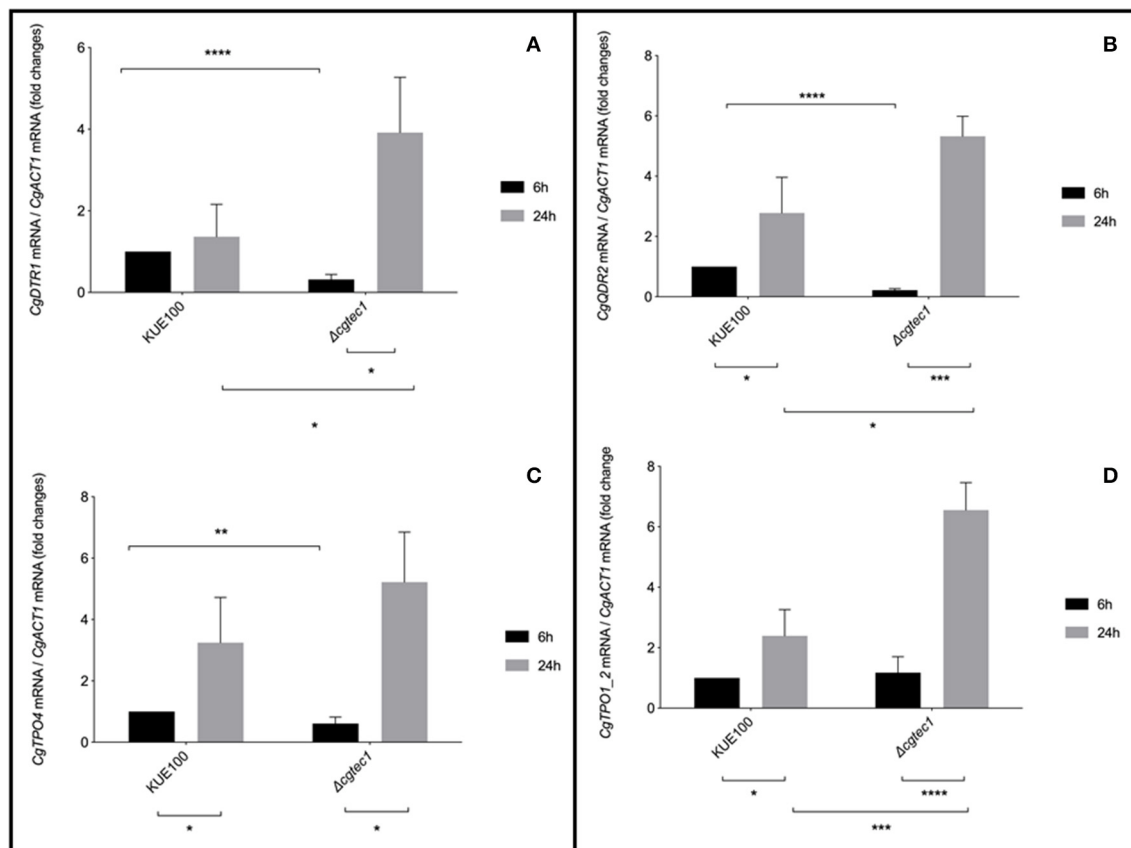 A
CgDTR1 mRNA / CgACT1 mRNA (fold changes)
6
4
2
0
****
6h
24h
KUE100
Δcgtec1
*
*
B
CgQDR2 mRNA / CgACT1 mRNA (fold changes)
8
6
4
2
0
****
6h
24h
KUE100
Δcgtec1
*
***
*
C
CgTPO4 mRNA / CgACT1 mRNA (fold changes)
8
6
4
2
0
**
6h
24h
KUE100
Δcgtec1
*
*
D
CgTPO1_2 mRNA / CgACT1 mRNA (fold change
8
6
4
2
0
6h
24h
KUE100
Δcgtec1
*
****
***